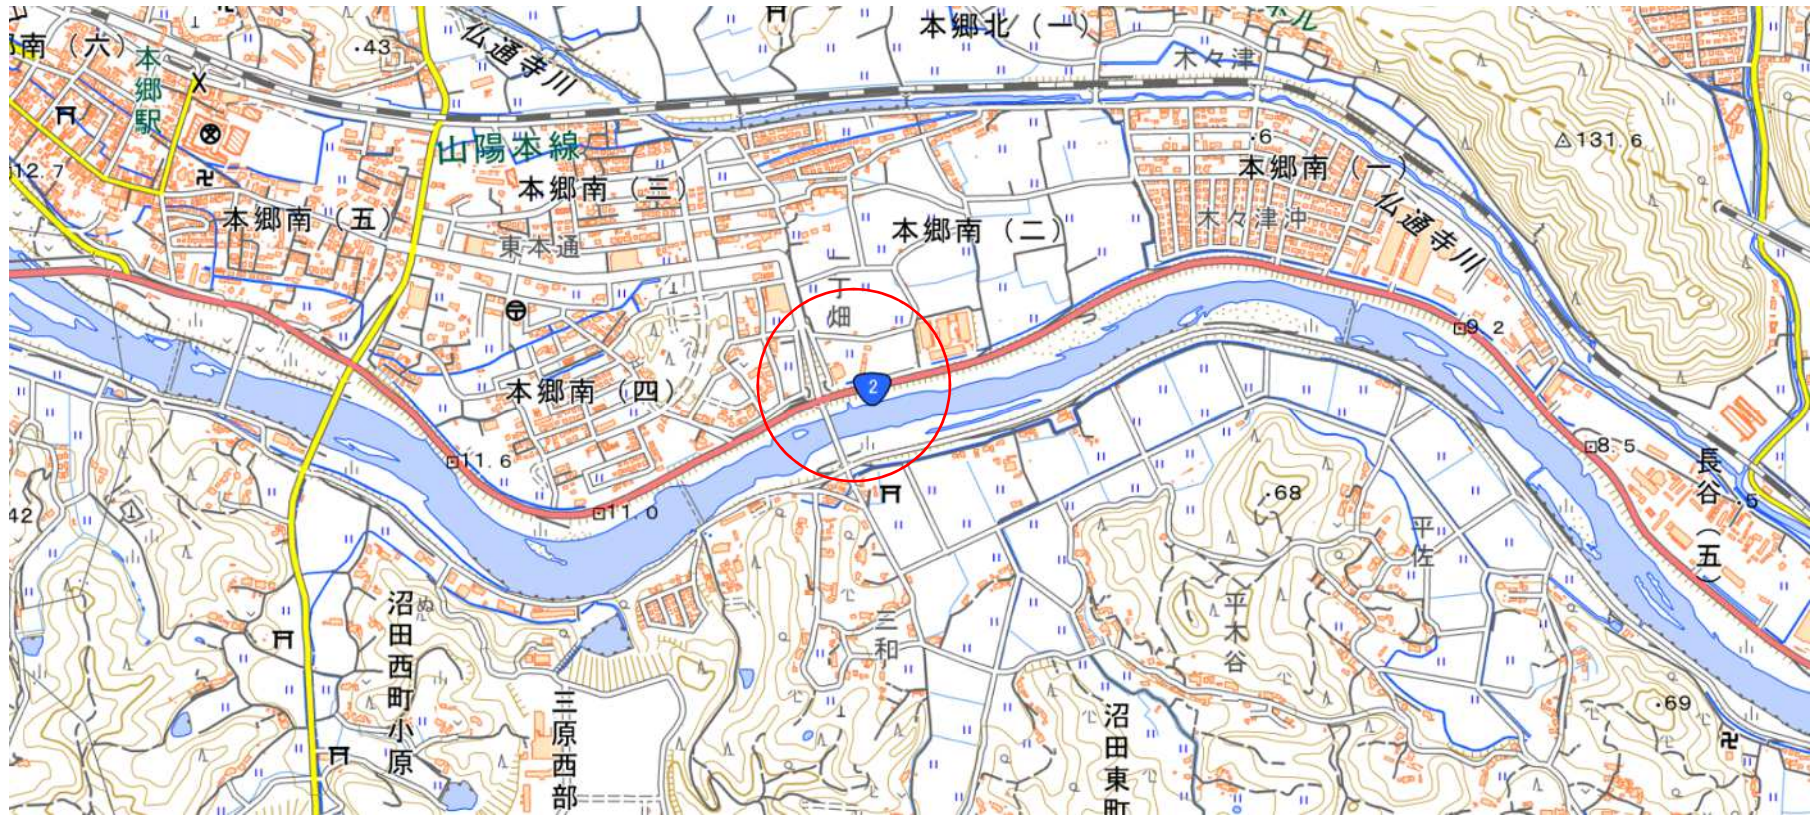 本郷北（一）
南（六）
・43
仏通寺川
木々津
本郷駅
山陽本線
・6
131.6
12.7
本郷南（三）
本郷南（一）
本郷南（五）
東本通
本郷南（二）
木々津沖
仏通寺川
丁畑
9.2
2
本郷南（四）
11.6
8.5
長谷（五）
・5
・68
11.0
42
平佐
沼田西町小原
ぬ
三和
平木谷
三原西部
沼田東町
・69